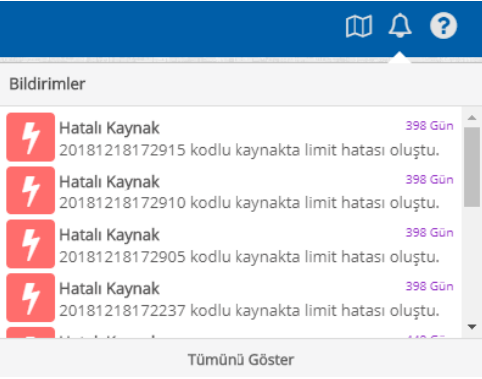 Bildirimler
Hatalı Kaynak 398 Gün
20181218172915 kodlu kaynakta limit hatası oluştu.
Hatalı Kaynak 398 Gün
20181218172910 kodlu kaynakta limit hatası oluştu.
Hatalı Kaynak 398 Gün
20181218172905 kodlu kaynakta limit hatası oluştu.
Hatalı Kaynak 398 Gün
20181218172237 kodlu kaynakta limit hatası oluştu.
Tümünü Göster